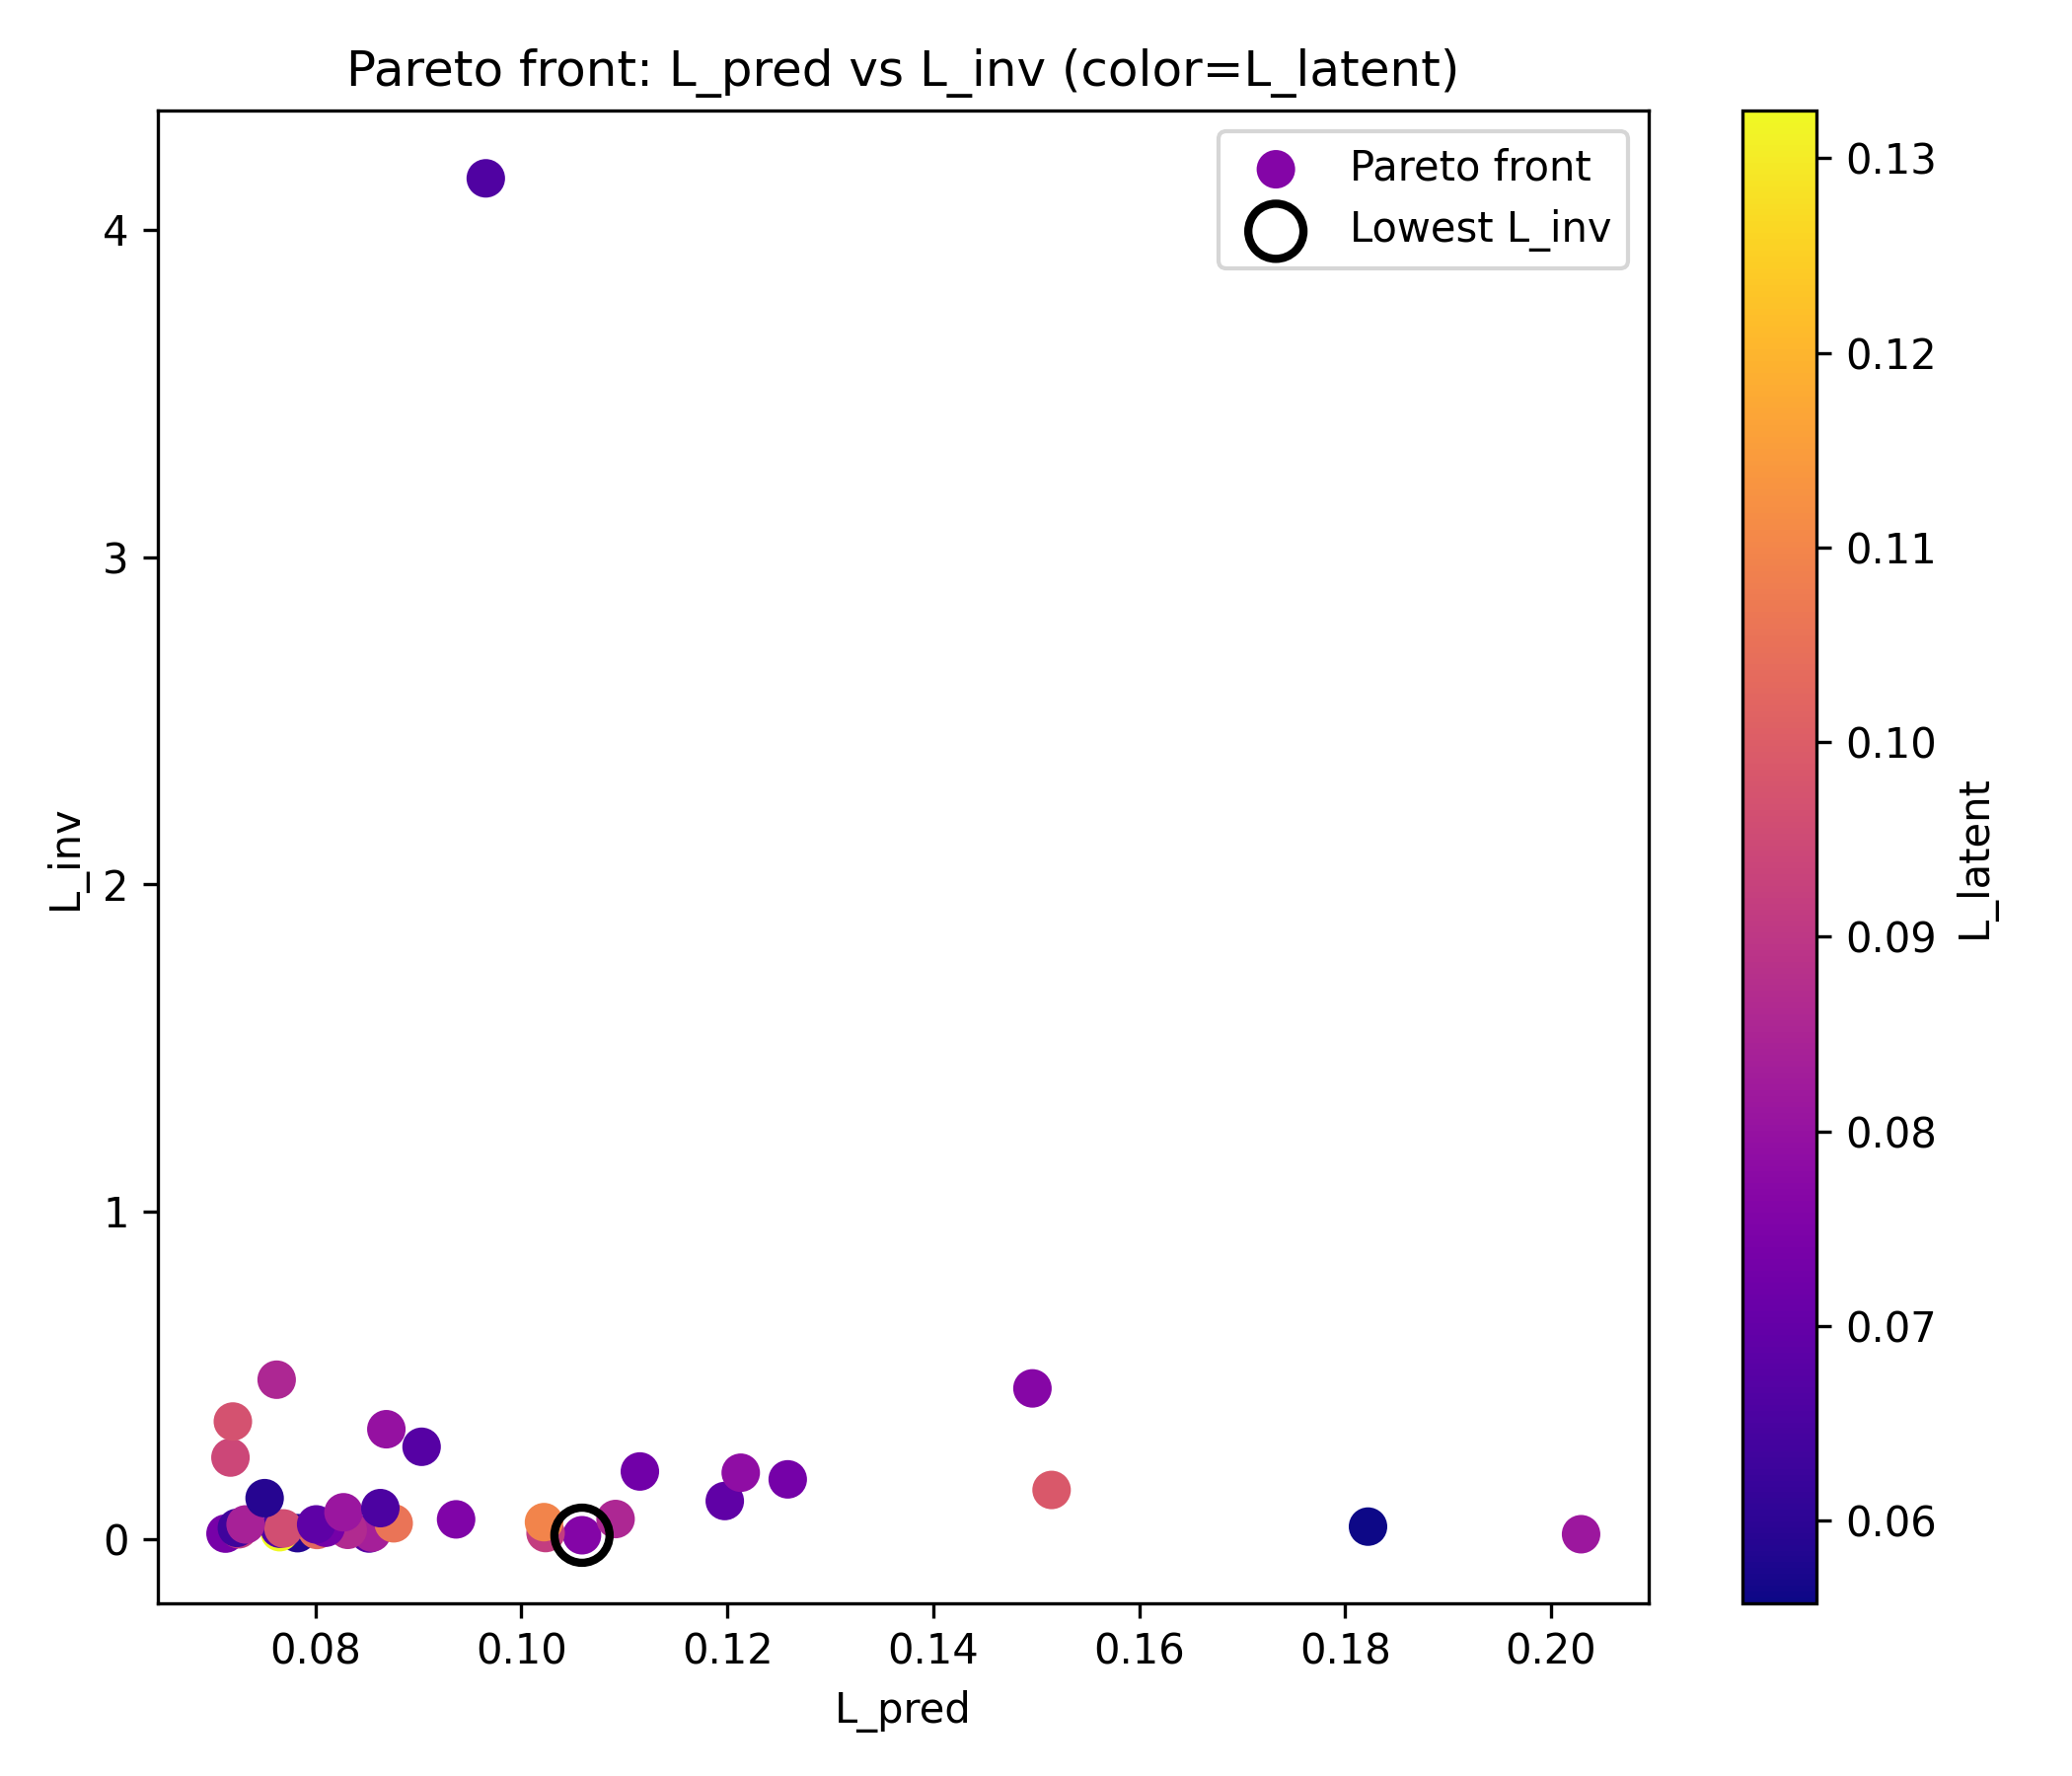 Pareto front: L_pred vs L_inv (color=L_latent)
Pareto front
Lowest L_inv
L_inv
4
3
2
1
0
0.08 0.10 0.12 0.14 0.16 0.18 0.20
L_pred
0.13
0.12
0.11
0.10
0.09
0.08
0.07
0.06
L_latent